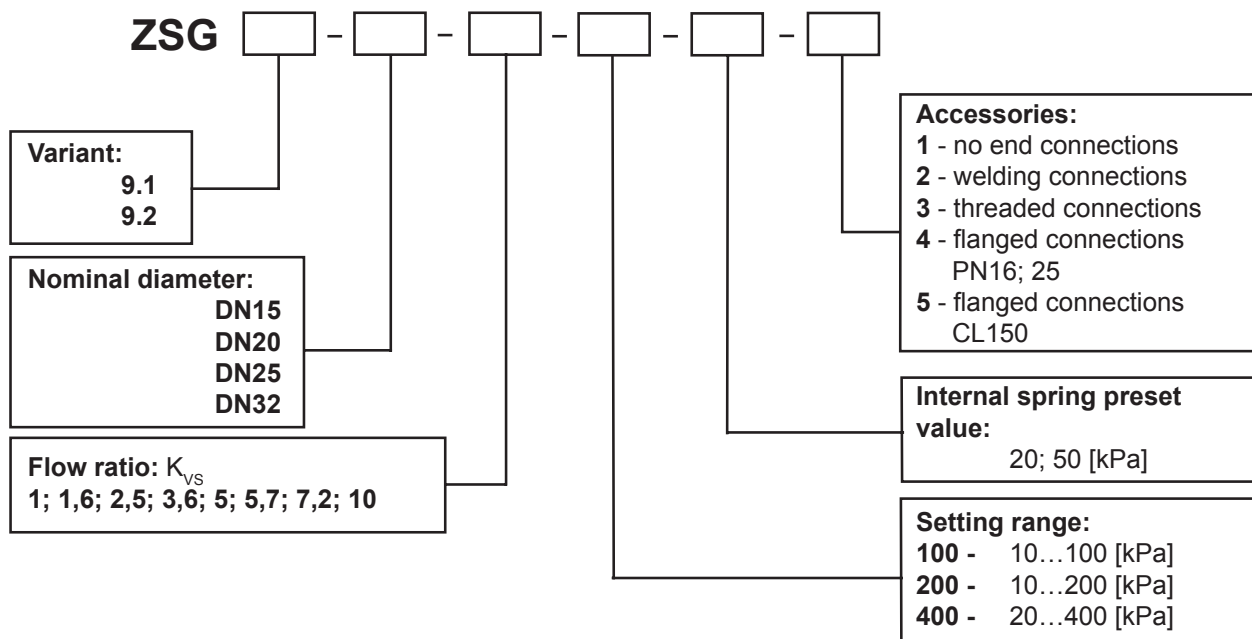 ZSG – – – – –
Variant:
9.1
9.2
Nominal diameter:
DN15
DN20
DN25
DN32
Flow ratio: KVS
1; 1,6; 2,5; 3,6; 5; 5,7; 7,2; 10
Accessories:
1 - no end connections
2 - welding connections
3 - threaded connections
4 - flanged connections
PN16; 25
5 - flanged connections
CL150
Internal spring preset
value:
20; 50 [kPa]
Setting range:
100 - 10…100 [kPa]
200 - 10…200 [kPa]
400 - 20…400 [kPa]